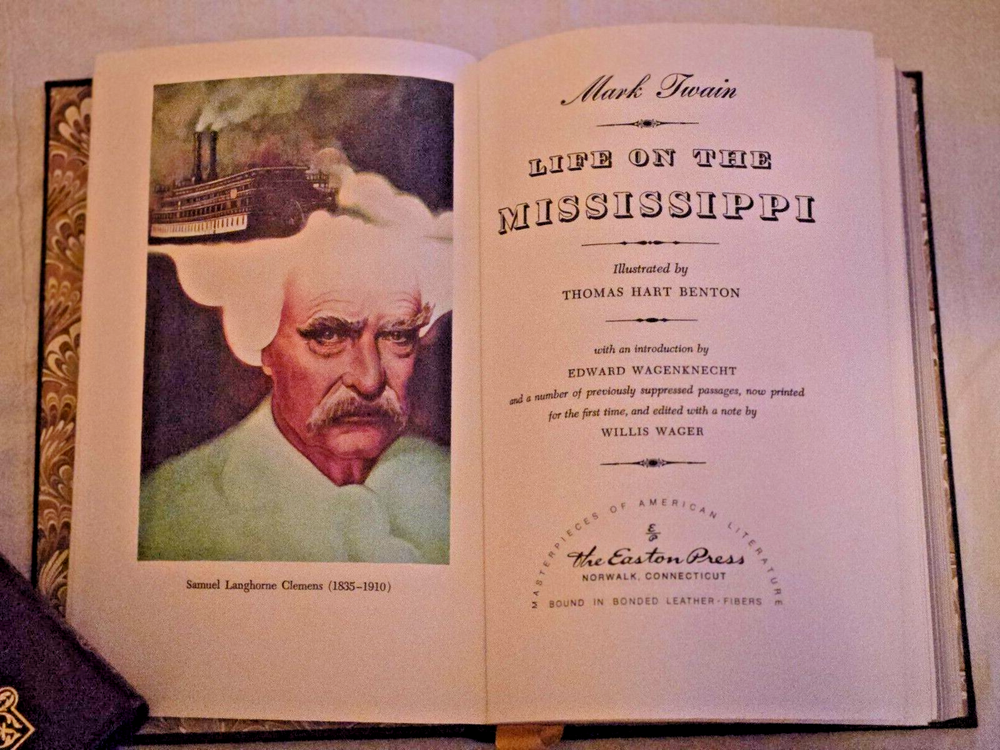 Samuel Langhorne Clemens (1835–1910)
Mark Twain
LIFE ON THE
MISSISSIPPI
Illustrated by
THOMAS HART BENTON
with an introduction by
EDWARD WAGENKNECHT
and a number of previously suppressed passages, now printed
for the first time, and edited with a note by
WILLIS WAGER
MASTERPIECES OF AMERICAN LITERATURE
E/P
the Easton Press
NORWALK, CONNECTICUT
BOUND IN BONDED LEATHER-FIBERS